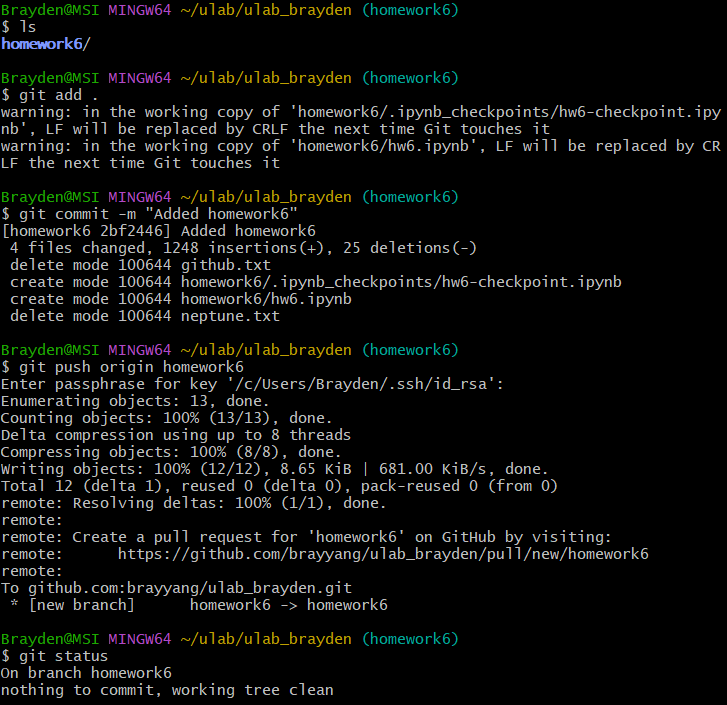 Brayden@MSI MINGW64 ~/ulab/ulab_brayden (homework6)
$ ls
homework6/
Brayden@MSI MINGW64 ~/ulab/ulab_brayden (homework6)
$ git add .
warning: in the working copy of 'homework6/.ipynb_checkpoints/hw6-checkpoint.ipy
nb', LF will be replaced by CRLF the next time Git touches it
warning: in the working copy of 'homework6/hw6.ipynb', LF will be replaced by CR
LF the next time Git touches it
Brayden@MSI MINGW64 ~/ulab/ulab_brayden (homework6)
$ git commit -m "Added homework6"
[homework6 2bf2446] Added homework6
 4 files changed, 1248 insertions(+), 25 deletions(-)
 delete mode 100644 github.txt
 create mode 100644 homework6/.ipynb_checkpoints/hw6-checkpoint.ipynb
 create mode 100644 homework6/hw6.ipynb
 delete mode 100644 neptune.txt
Brayden@MSI MINGW64 ~/ulab/ulab_brayden (homework6)
$ git push origin homework6
Enter passphrase for key '/c/Users/Brayden/.ssh/id_rsa':
Enumerating objects: 13, done.
Counting objects: 100% (13/13), done.
Delta compression using up to 8 threads
Compressing objects: 100% (8/8), done.
Writing objects: 100% (12/12), 8.65 KiB | 681.00 KiB/s, done.
Total 12 (delta 1), reused 0 (delta 0), pack-reused 0 (from 0)
remote: Resolving deltas: 100% (1/1), done.
remote:
remote: Create a pull request for 'homework6' on GitHub by visiting:
remote:      https://github.com/brayyang/ulab_brayden/pull/new/homework6
remote:
To github.com:brayyang/ulab_brayden.git
 * [new branch]      homework6 -> homework6
Brayden@MSI MINGW64 ~/ulab/ulab_brayden (homework6)
$ git status
On branch homework6
nothing to commit, working tree clean